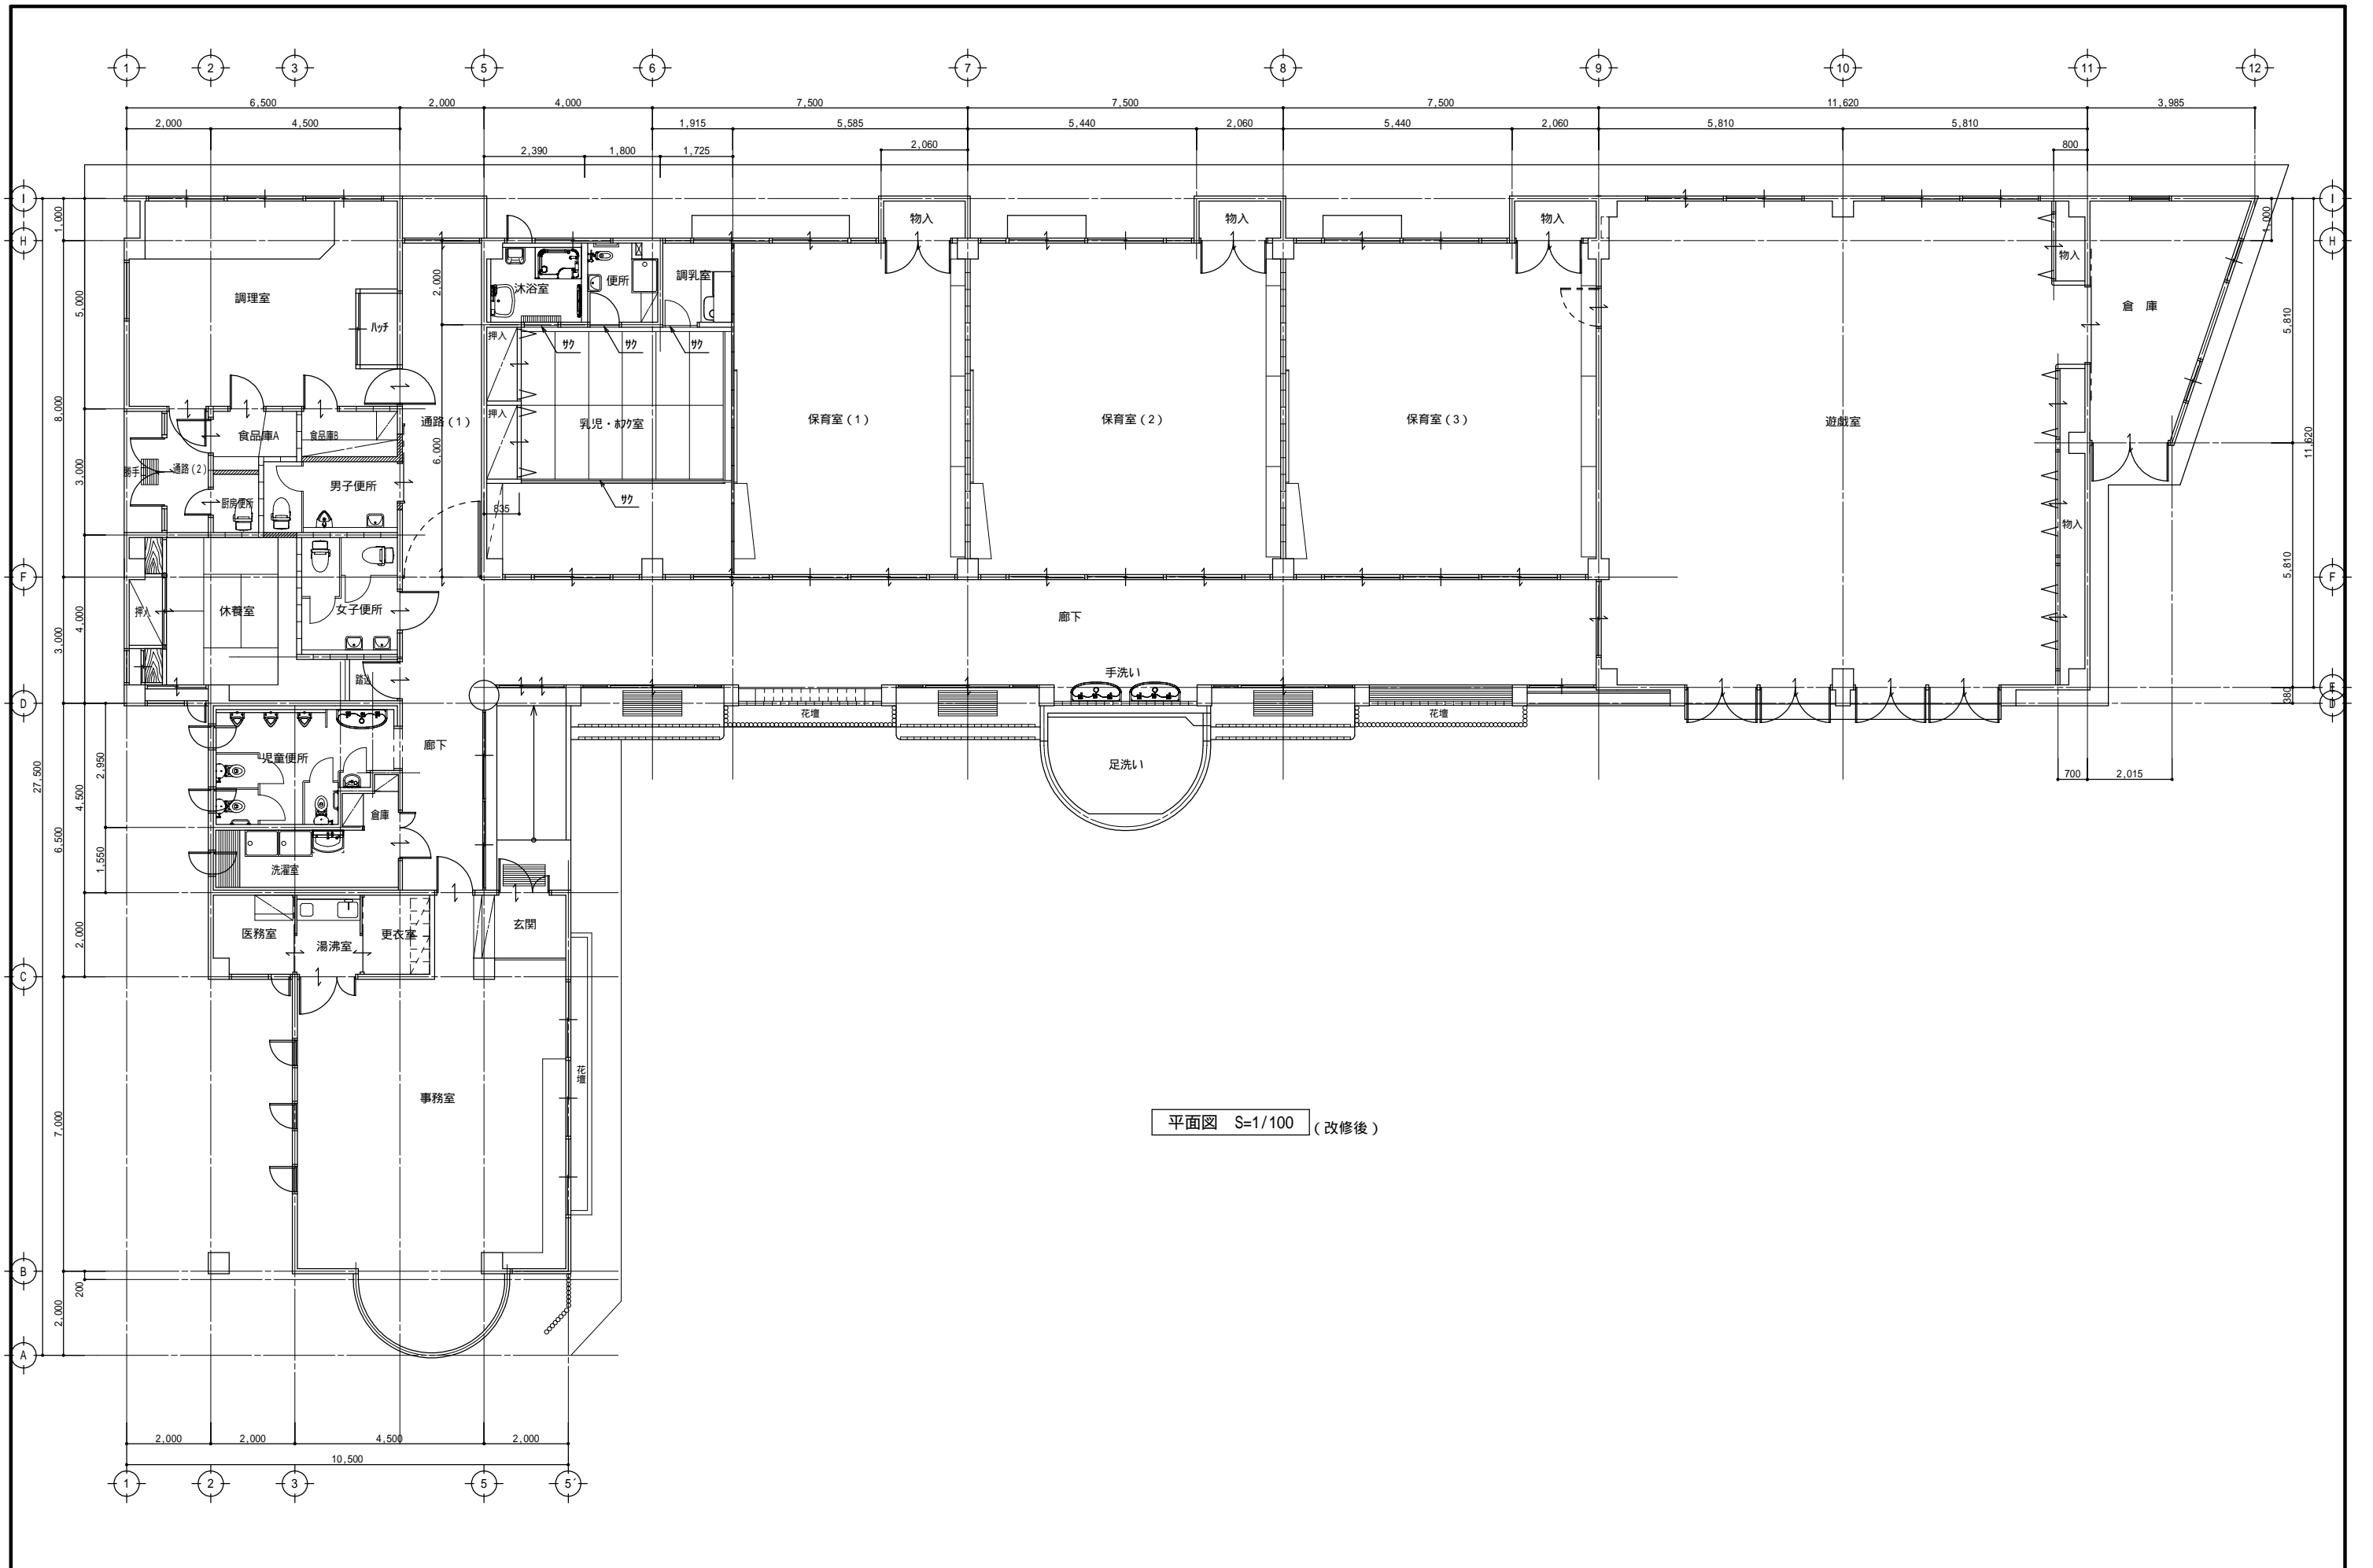 1 2 3 5 6 7 8 9 10 11 12
6,500 2,000 4,000 7,500 7,500 7,500 11,620 3,985
2,000 4,500 1,915 5,585 5,440 2,060 5,440 2,060 5,810 5,810
2,390 1,800 1,725 2,060 800
I
H
F
D
C
B
A
I
H
F
E
D
1,000
5,000
8,000
3,000
4,000
3,000
27,500
2,950
4,500
6,500
1,550
2,000
7,000
200
2,000
1,000
5,810
11,620
5,810
380
物入 物入 物入
調理室
ハッチ
2,000
沐浴室
便所
調乳室
物入
倉 庫
押入
サク サク サク
押入
通路(1)
6,000
乳児・ホフク室
保育室(1)
保育室(2)
保育室(3)
遊戯室
食品庫A
食品庫B
勝手
通路(2)
厨房便所
男子便所
サク
835
物入
押入
休養室
女子便所
廊下
踏込
手洗い
花壇
花壇
足洗い
700 2,015
児童便所
廊下
倉庫
洗濯室
医務室
湯沸室
更衣室
玄関
事務室
花壇
平面図 S=1/100 (改修後)
2,000 2,000 4,500 2,000
10,500
1 2 3 5 5´